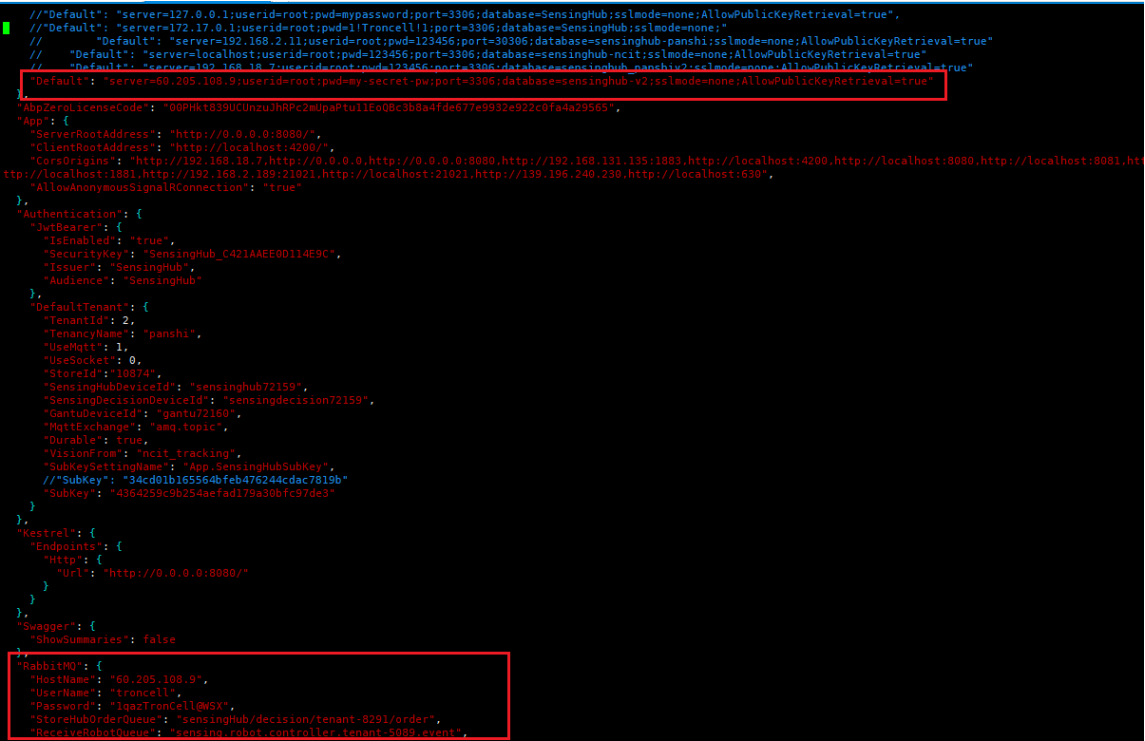 //"Default": "server=127.0.0.1;userid=root;pwd=mypassword;port=3306;database=SensingHub;sslmode=none;AllowPublicKeyRetrieval=true",
//"Default": "server=172.17.0.1;userid=root;pwd=1!Troncell!1;port=3306;database=SensingHub;sslmode=none;"
// "Default": "server=192.168.2.11;userid=root;pwd=123456;port=30306;database=sensinghub-panshi;sslmode=none;AllowPublicKeyRetrieval=true"
// "Default": "server=localhost;userid=root;pwd=123456;port=3306;database=sensinghub-ncit;sslmode=none;AllowPublicKeyRetrieval=true"
// "Default": "server=192.168.18.7;userid=root;pwd=123456;port=3306;database=sensinghub_panshiv2;sslmode=none;AllowPublicKeyRetrieval=true"
"Default": "server=60.205.108.9;userid=root;pwd=my-secret-pw;port=3306;database=sensinghub-v2;sslmode=none;AllowPublicKeyRetrieval=true"
},
"AbpZeroLicenseCode":
"App": {
"ServerRootAddress": "http://0.0.0.0:8080/",
"ClientRootAddress": "http://localhost:4200/",
"CorsOrigins": "http://192.168.18.7,http://0.0.0.0,http://0.0.0.0:8080,http://192.168.131.135:1883,http://localhost:4200,http://localhost:8080,http://localhost:8081,ht
tp://localhost:1881,http://192.168.2.189:21021,http://localhost:21021,http://139.196.240.230,http://localhost:630",
"AllowAnonymousSignalRConnection": "true"
},
"Authentication": {
"JwtBearer": {
"IsEnabled": "true",
"SecurityKey": "SensingHub_C421AAEE0D114E9C",
"Issuer": "SensingHub",
"Audience": "SensingHub"
},
"DefaultTenant": {
"TenantId": 2,
"TenancyName": "panshi",
"UseMqtt": 1,
"UseSocket": 0,
"StoreId":"10874",
"SensingHubDeviceId": "sensinghub72159",
"SensingDecisionDeviceId": "sensingdecision72159",
"GantuDeviceId": "gantu72160",
"MqttExchange": "amq.topic",
"Durable": true,
"VisionFrom": "ncit_tracking",
"SubKeySettingName": "App.SensingHubSubKey",
//"SubKey": "34cd01b165564bfeb476244cdac7819b"
"SubKey": "4364259c9b254aefad179a30bfc97de3"
}
},
"Kestrel": {
"Endpoints": {
"Http": {
"Url": "http://0.0.0.0:8080/"
}
}
},
"Swagger": {
"ShowSummaries": false
},
"RabbitMQ": {
"HostName": "60.205.108.9",
"UserName": "troncell",
"Password": "1qazTronCell@WSX",
"StoreHubOrderQueue": "sensingHub/decision/tenant-8291/order",
"ReceiveRobotQueue": "sensing.robot.controller.tenant-5089.event",